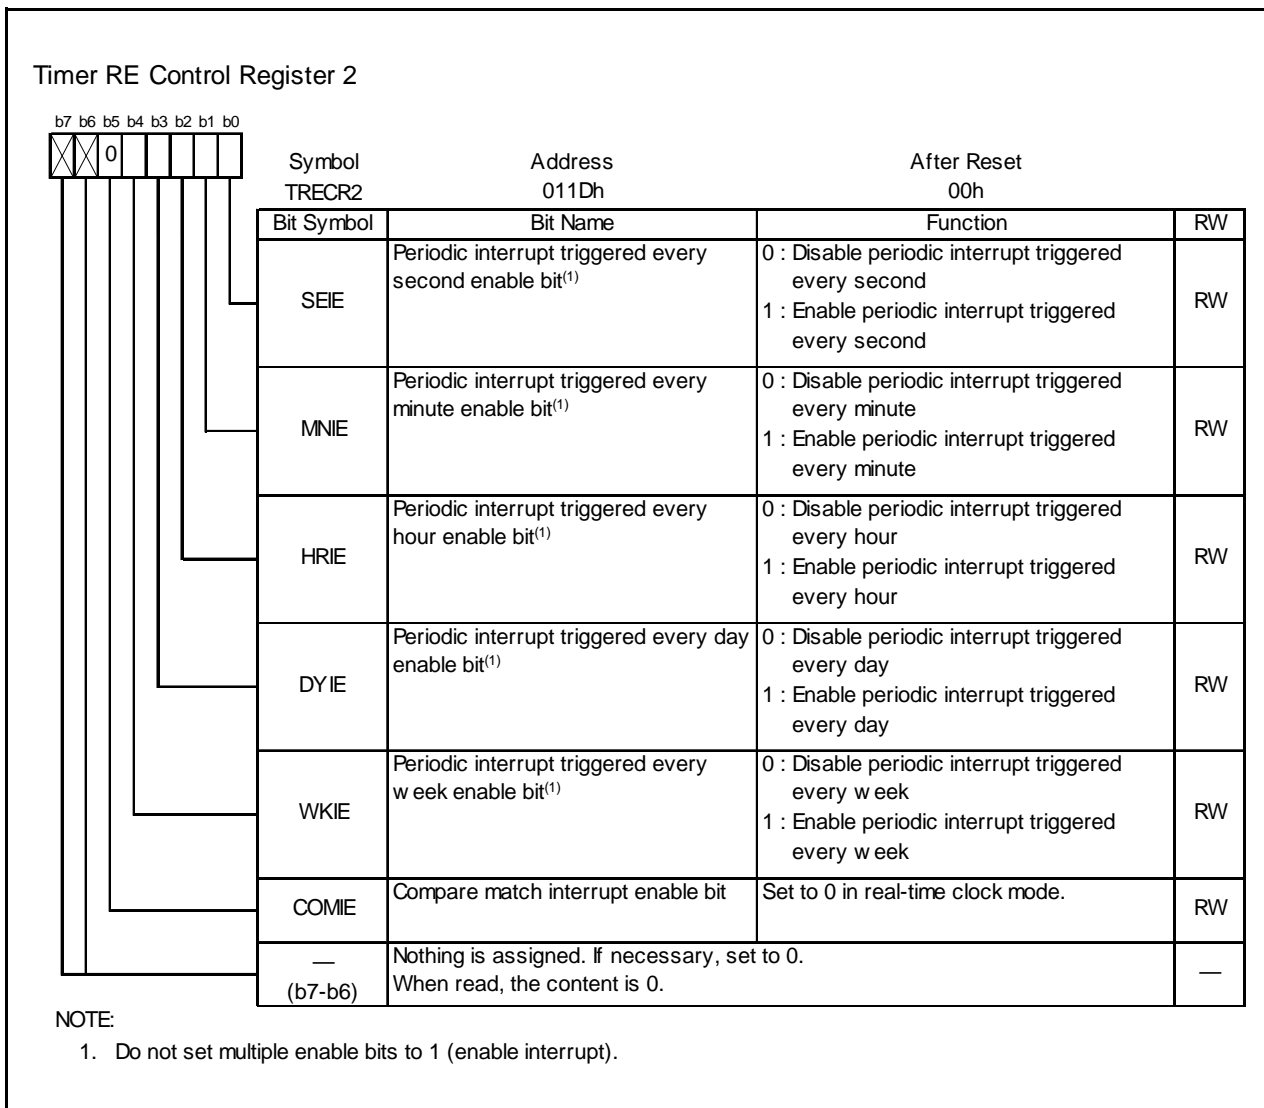 Timer RE Control Register 2
b7 b6 b5 b4 b3 b2 b1 b0
0
Symbol Address After Reset
TRECR2 011Dh 00h
Bit Symbol Bit Name Function RW
SEIE
Periodic interrupt triggered every
second enable bit(1)
0 : Disable periodic interrupt triggered
every second
1 : Enable periodic interrupt triggered
every second
RW
MNIE
Periodic interrupt triggered every
minute enable bit(1)
0 : Disable periodic interrupt triggered
every minute
1 : Enable periodic interrupt triggered
every minute
RW
HRIE
Periodic interrupt triggered every
hour enable bit(1)
0 : Disable periodic interrupt triggered
every hour
1 : Enable periodic interrupt triggered
every hour
RW
DYIE
Periodic interrupt triggered every day
enable bit(1)
0 : Disable periodic interrupt triggered
every day
1 : Enable periodic interrupt triggered
every day
RW
WKIE
Periodic interrupt triggered every
week enable bit(1)
0 : Disable periodic interrupt triggered
every week
1 : Enable periodic interrupt triggered
every week
RW
COMIE
Compare match interrupt enable bit
Set to 0 in real-time clock mode.
RW
—
(b7-b6)
Nothing is assigned. If necessary, set to 0.
When read, the content is 0.
—
NOTE:
1. Do not set multiple enable bits to 1 (enable interrupt).